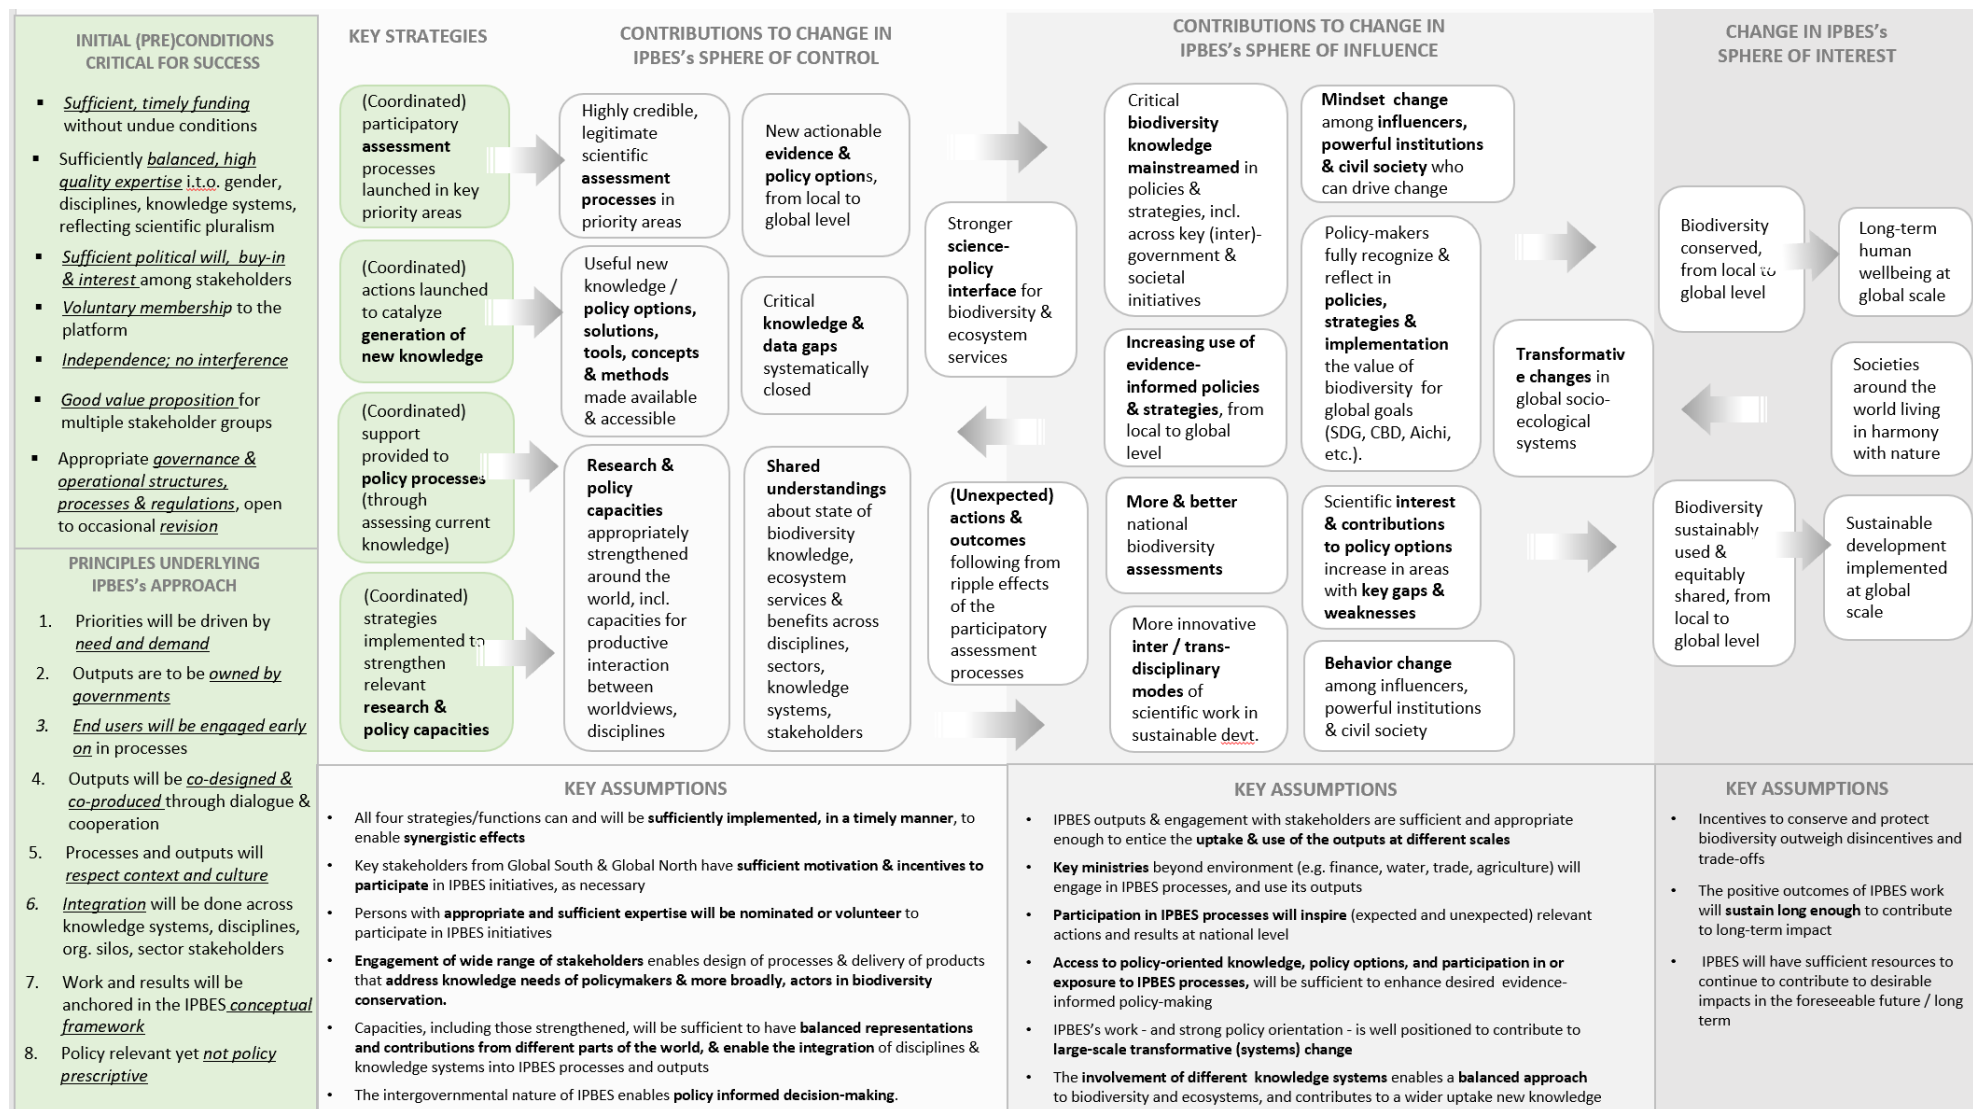 INITIAL (PRE)CONDITIONS
CRITICAL FOR SUCCESS
▪ Sufficient, timely funding
without undue conditions
▪ Sufficiently balanced, high
quality expertise i.t.o. gender,
disciplines, knowledge systems,
reflecting scientific pluralism
▪ Sufficient political will, buy-in
& interest among stakeholders
▪ Voluntary membership to the
platform
▪ Independence; no interference
▪ Good value proposition for
multiple stakeholder groups
▪ Appropriate governance &
operational structures,
processes & regulations, open
to occasional revision
PRINCIPLES UNDERLYING
IPBES's APPROACH
1. Priorities will be driven by
need and demand
2. Outputs are to be owned by
governments
3. End users will be engaged early
on in processes
4. Outputs will be co-designed &
co-produced through dialogue &
cooperation
5. Processes and outputs will
respect context and culture
6. Integration will be done across
knowledge systems, disciplines,
org. silos, sector stakeholders
7. Work and results will be
anchored in the IPBES conceptual
framework
8. Policy relevant yet not policy
prescriptive
KEY STRATEGIES
(Coordinated)
participatory
assessment
processes
launched in key
priority areas
(Coordinated)
actions launched
to catalyze
generation of
new knowledge
(Coordinated)
support
provided to
policy processes
(through
assessing current
knowledge)
(Coordinated)
strategies
implemented to
strengthen
relevant
research &
policy capacities
CONTRIBUTIONS TO CHANGE IN
IPBES's SPHERE OF CONTROL
Highly credible,
legitimate
scientific
assessment
processes in
priority areas
Useful new
knowledge /
policy options,
solutions,
tools, concepts
& methods
made available
& accessible
Research &
policy
capacities
appropriately
strengthened
around the
world, incl.
capacities for
productive
interaction
between
worldviews,
disciplines
New actionable
evidence &
policy options,
from local to
global level
Critical
knowledge &
data gaps
systematically
closed
Shared
understandings
about state of
biodiversity
knowledge,
ecosystem
services &
benefits across
disciplines,
sectors,
knowledge
systems,
stakeholders
Stronger
science-
policy
interface for
biodiversity &
ecosystem
services
(Unexpected)
actions &
outcomes
following from
ripple effects
of the
participatory
assessment
processes
CONTRIBUTIONS TO CHANGE IN
IPBES's SPHERE OF INFLUENCE
Critical
biodiversity
knowledge
mainstreamed in
policies &
strategies, incl.
across key (inter)-
government &
societal
initiatives
Increasing use of
evidence-
informed policies
& strategies, from
local to global
level
More & better
national
biodiversity
assessments
More innovative
inter / trans-
disciplinary
modes of
scientific work in
sustainable devt.
Mindset change
among influencers,
powerful institutions
& civil society who
can drive change
Policy-makers
fully recognize &
reflect in
policies,
strategies &
implementation
the value of
biodiversity for
global goals
(SDG, CBD, Aichi,
etc.).
Scientific interest
& contributions
to policy options
increase in areas
with key gaps &
weaknesses
Behavior change
among influencers,
powerful institutions
& civil society
Transformativ
e changes in
global socio-
ecological
systems
CHANGE IN IPBES's
SPHERE OF INTEREST
Biodiversity
conserved,
from local to
global level
Long-term
human
wellbeing at
global scale
Societies
around the
world living
in harmony
with nature
Biodiversity
sustainably
used &
equitably
shared, from
local to
global level
Sustainable
development
implemented
at global
scale
KEY ASSUMPTIONS
• All four strategies/functions can and will be sufficiently implemented, in a timely manner, to
enable synergistic effects
• Key stakeholders from Global South & Global North have sufficient motivation & incentives to
participate in IPBES initiatives, as necessary
• Persons with appropriate and sufficient expertise will be nominated or volunteer to
participate in IPBES initiatives
• Engagement of wide range of stakeholders enables design of processes & delivery of products
that address knowledge needs of policymakers & more broadly, actors in biodiversity
conservation.
• Capacities, including those strengthened, will be sufficient to have balanced representations
and contributions from different parts of the world, & enable the integration of disciplines &
knowledge systems into IPBES processes and outputs
• The intergovernmental nature of IPBES enables policy informed decision-making.
KEY ASSUMPTIONS
• IPBES outputs & engagement with stakeholders are sufficient and appropriate
enough to entice the uptake & use of the outputs at different scales
• Key ministries beyond environment (e.g. finance, water, trade, agriculture) will
engage in IPBES processes, and use its outputs
• Participation in IPBES processes will inspire (expected and unexpected) relevant
actions and results at national level
• Access to policy-oriented knowledge, policy options, and participation in or
exposure to IPBES processes, will be sufficient to enhance desired evidence-
informed policy-making
• IPBES's work - and strong policy orientation - is well positioned to contribute to
large-scale transformative (systems) change
• The involvement of different knowledge systems enables a balanced approach
to biodiversity and ecosystems, and contributes to a wider uptake new knowledge
KEY ASSUMPTIONS
• Incentives to conserve and protect
biodiversity outweigh disincentives and
trade-offs
• The positive outcomes of IPBES work
will sustain long enough to contribute
to long-term impact
• IPBES will have sufficient resources to
continue to contribute to desirable
impacts in the foreseeable future / long
term